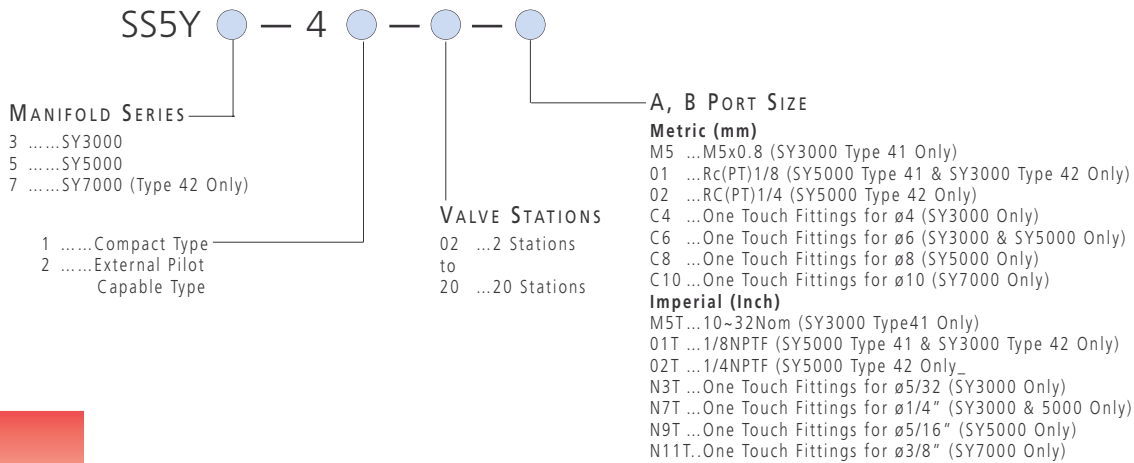 SS5Y — 4 — —
MANIFOLD SERIES
3 ......SY3000
5 ......SY5000
7 ......SY7000 (Type 42 Only)
1 ......Compact Type
2 ......External Pilot
Capable Type
VALVE STATIONS
02 ...2 Stations
to
20 ...20 Stations
A, B PORT SIZE
Metric (mm)
M5 ...M5x0.8 (SY3000 Type 41 Only)
01 ...Rc(PT)1/8 (SY5000 Type 41 & SY3000 Type 42 Only)
02 ...RC(PT)1/4 (SY5000 Type 42 Only)
C4 ...One Touch Fittings for ø4 (SY3000 Only)
C6 ...One Touch Fittings for ø6 (SY3000 & SY5000 Only)
C8 ...One Touch Fittings for ø8 (SY5000 Only)
C10 ...One Touch Fittings for ø10 (SY7000 Only)
Imperial (Inch)
M5T...10~32Nom (SY3000 Type41 Only)
01T ...1/8NPTF (SY5000 Type 41 & SY3000 Type 42 Only)
02T ...1/4NPTF (SY5000 Type 42 Only_
N3T ...One Touch Fittings for ø5/32 (SY3000 Only)
N7T ...One Touch Fittings for ø1/4” (SY3000 & 5000 Only)
N9T ...One Touch Fittings for ø5/16” (SY5000 Only)
N11T..One Touch Fittings for ø3/8” (SY7000 Only)